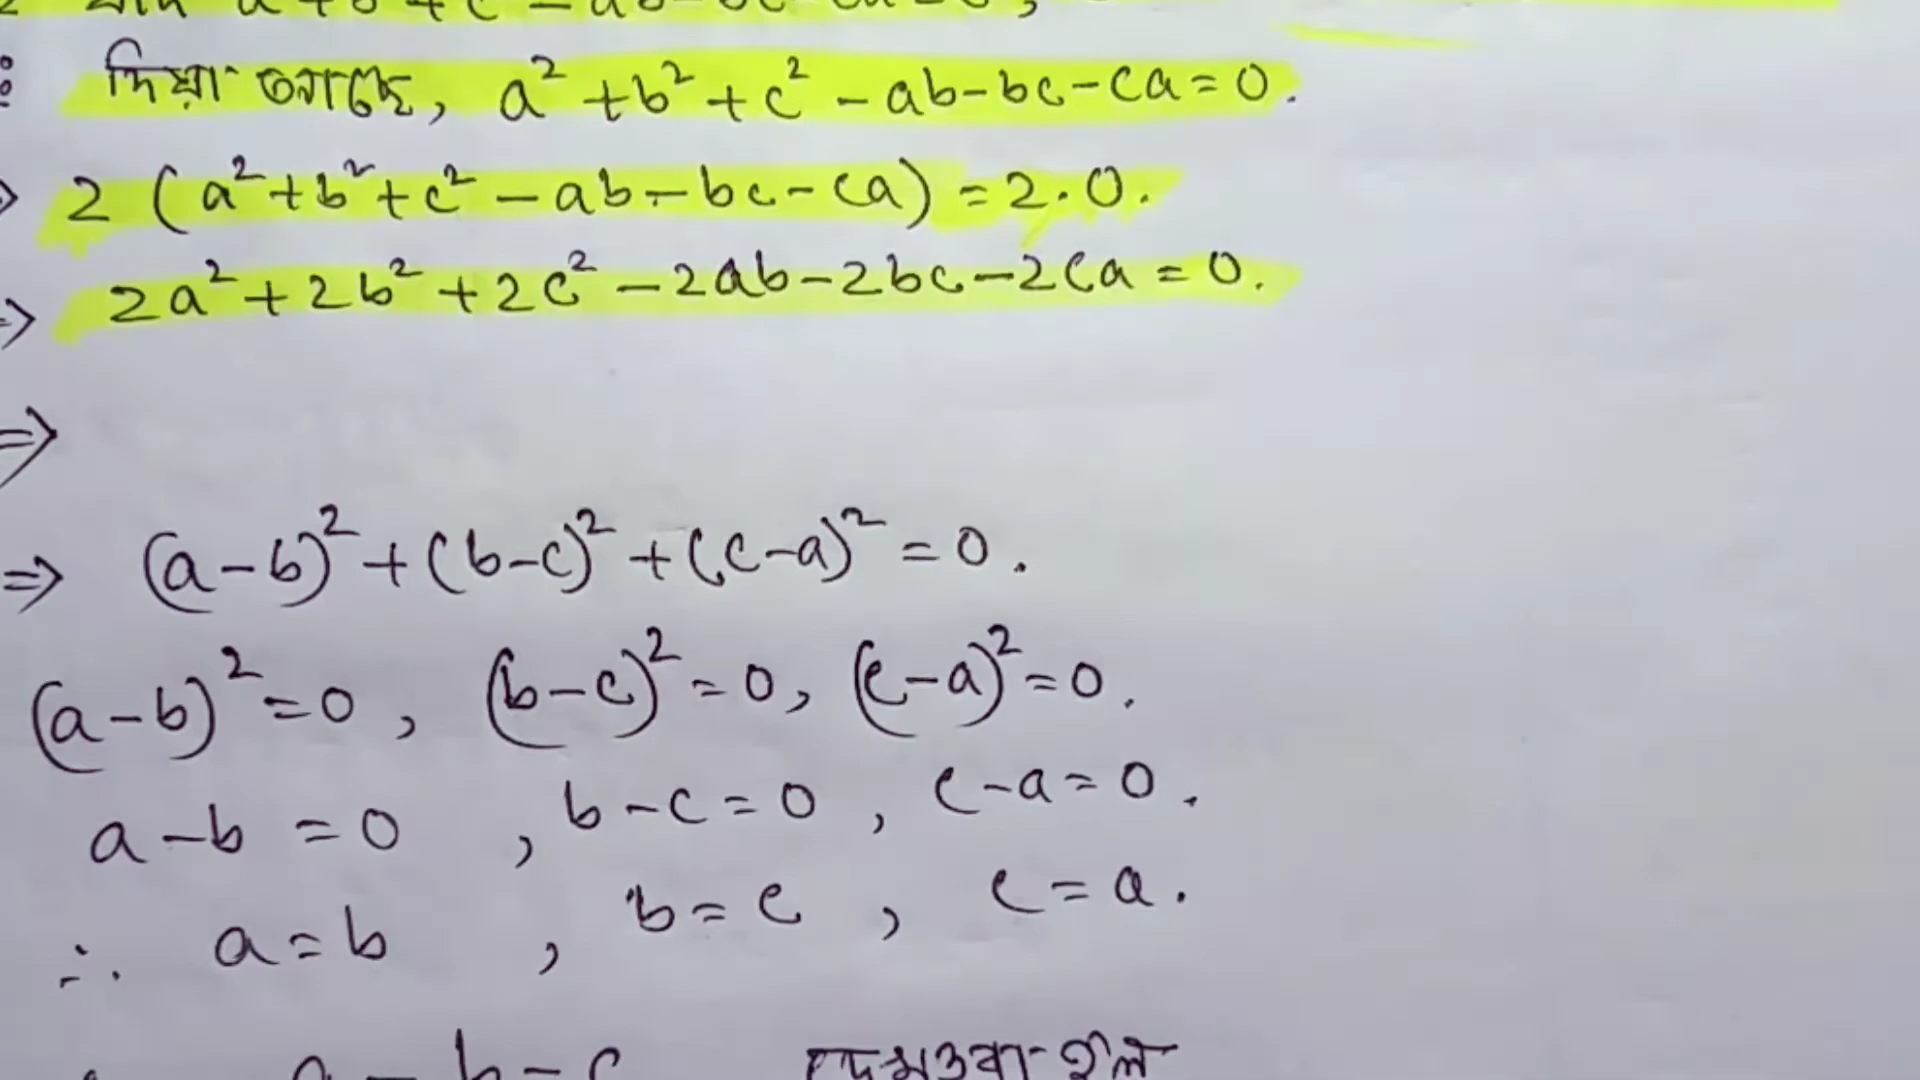 : দিয়া আছে, a² + b² + c² - ab - bc - ca = 0.
⇒ 2 (a² + b² + c² - ab - bc - ca) = 2.0.
⇒ 2a² + 2b² + 2c² - 2ab - 2bc - 2ca = 0.
⇒
⇒ (a-b)² + (b-c)² + (c-a)² = 0.
(a-b)² = 0, (b-c)² = 0, (c-a)² = 0.
a-b = 0, b-c = 0, c-a = 0.
∴ a = b, b = c, c = a.
a = b = c